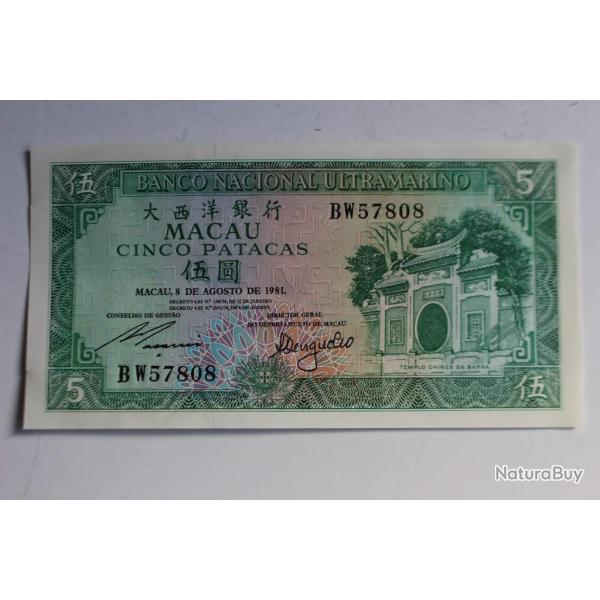 伍 BANCO NACIONAL ULTRAMARINO 5
大西洋銀行 BW57808
MACAU
CINCO PATACAS
伍圓
MACAU, 8 DE AGOSTO DE 1981.
CONSELHO DE GESTÃO DIRECTOR GERAL
DO DEPARTAMENTO DE MACAU
BW57808
TEMPLO CHINES DA BARRA
5 伍
NaturaBuy